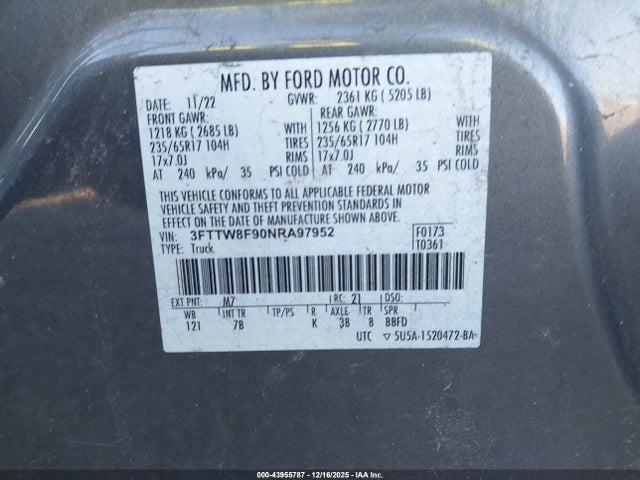 MFD. BY FORD MOTOR CO.
DATE: 11/22 GVWR: 2361 KG ( 5205 LB)
FRONT GAWR: REAR GAWR:
1218 KG ( 2685 LB) WITH 1256 KG ( 2770 LB) WITH
235/65R17 104H TIRES 235/65R17 104H TIRES
17x7.0J RIMS 17x7.0J RIMS
AT 240 kPa/ 35 PSI COLD AT 240 kPa/ 35 PSI COLD
THIS VEHICLE CONFORMS TO ALL APPLICABLE FEDERAL MOTOR
VEHICLE SAFETY AND THEFT PREVENTION STANDARDS IN
EFFECT ON THE DATE OF MANUFACTURE SHOWN ABOVE.
VIN: 3FTTW8F90NRA97952 F0173
TYPE: Truck T0361
EXT PNT: M7 RC: 21 DSO:
WB INT TR TP/PS R AXLE TR SPR
121 7B K 3B 8 BBFD
UTC ▽ 5U5A-1520472-BA
000-43955787 - 12/16/2025 - IAA Inc.